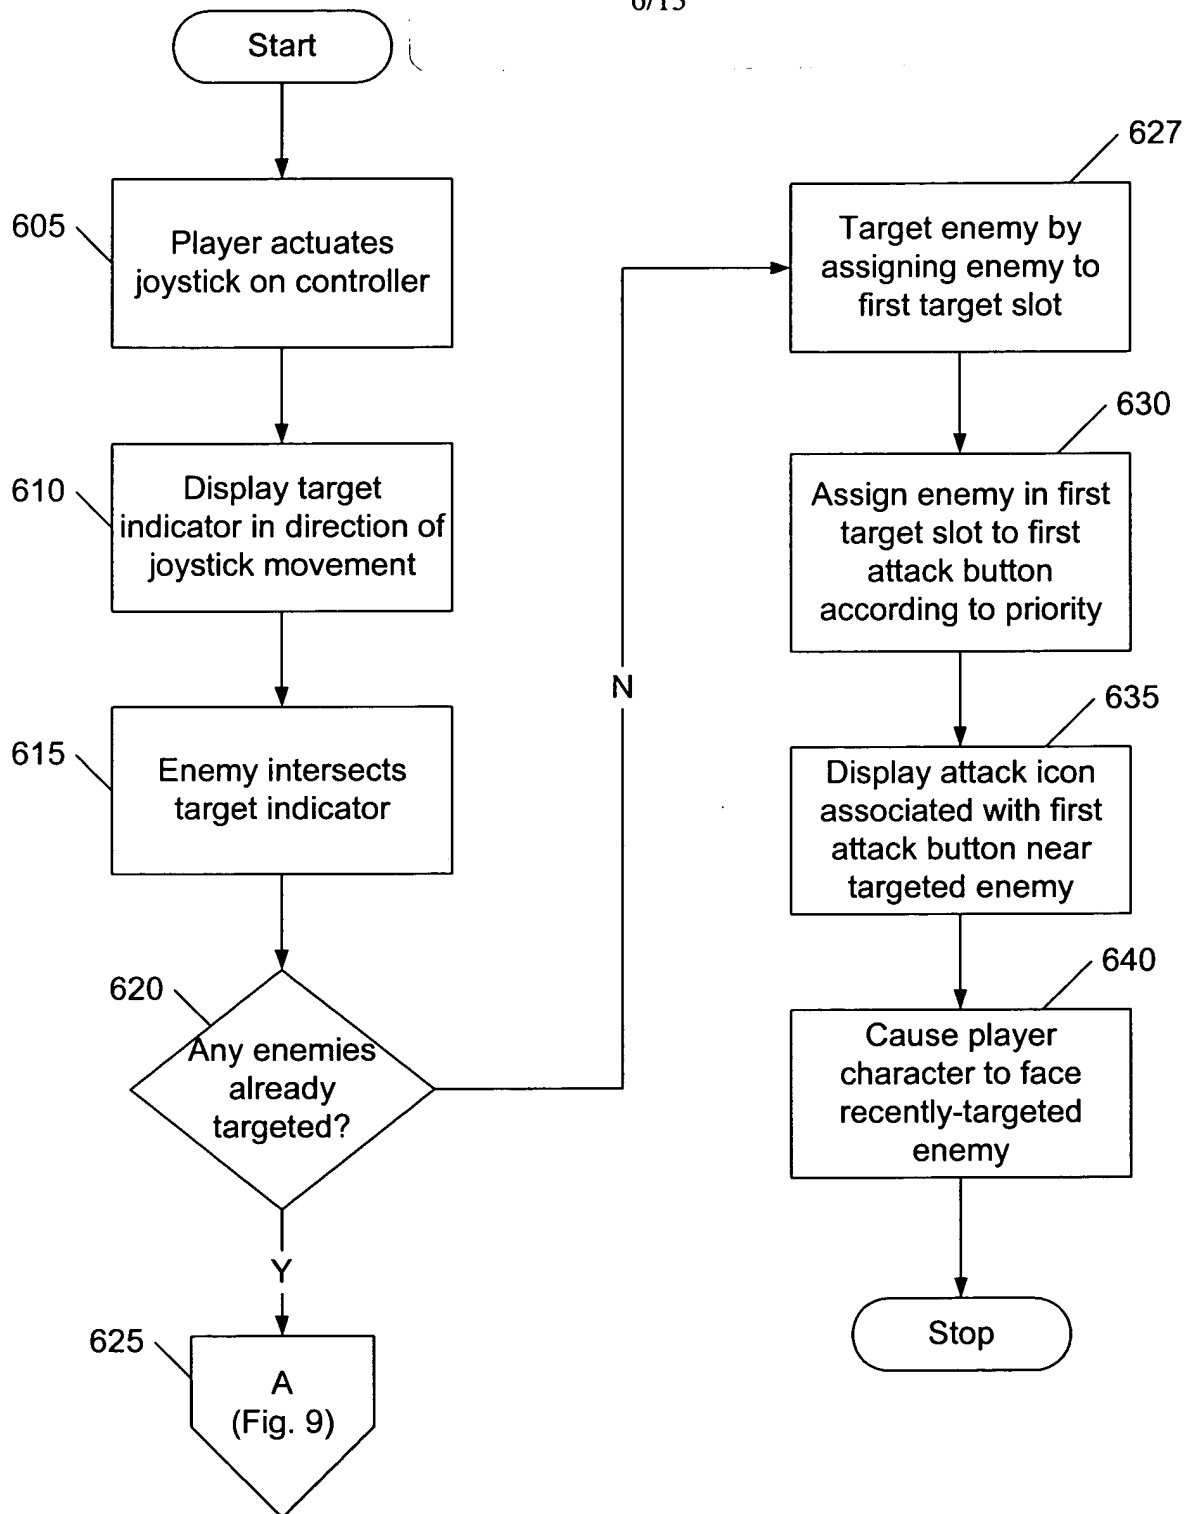 6/13
Start
605
Player actuates
joystick on controller
610
Display target
indicator in direction of
joystick movement
615
Enemy intersects
target indicator
620
Any enemies
already
targeted?
Y
625
A
(Fig. 9)
N
627
Target enemy by
assigning enemy to
first target slot
630
Assign enemy in first
target slot to first
attack button
according to priority
635
Display attack icon
associated with first
attack button near
targeted enemy
640
Cause player
character to face
recently-targeted
enemy
Stop